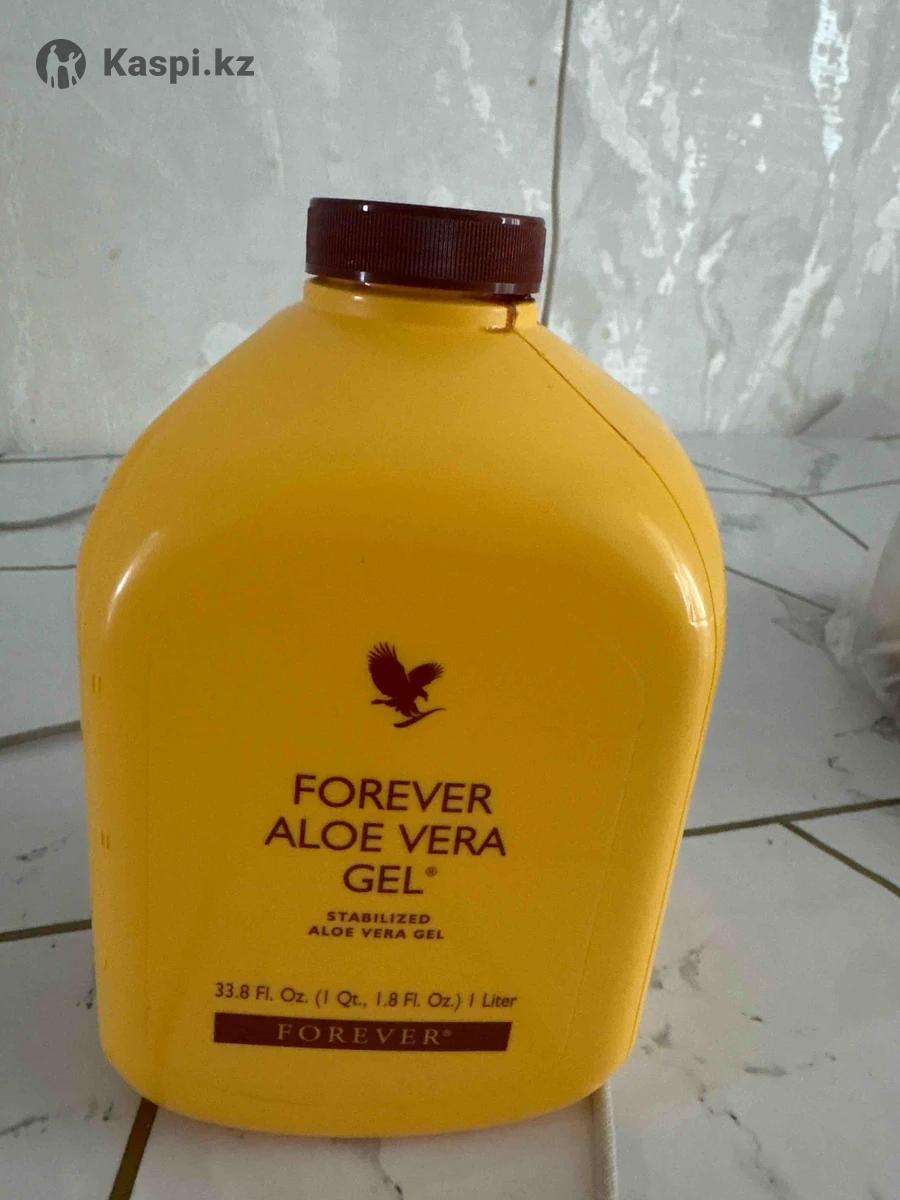 Kaspi.kz
FOREVER
ALOE VERA
GEL®
STABILIZED
ALOE VERA GEL
33.8 Fl. Oz. (1 Qt., 1.8 Fl. Oz.) 1 Liter
FOREVER®